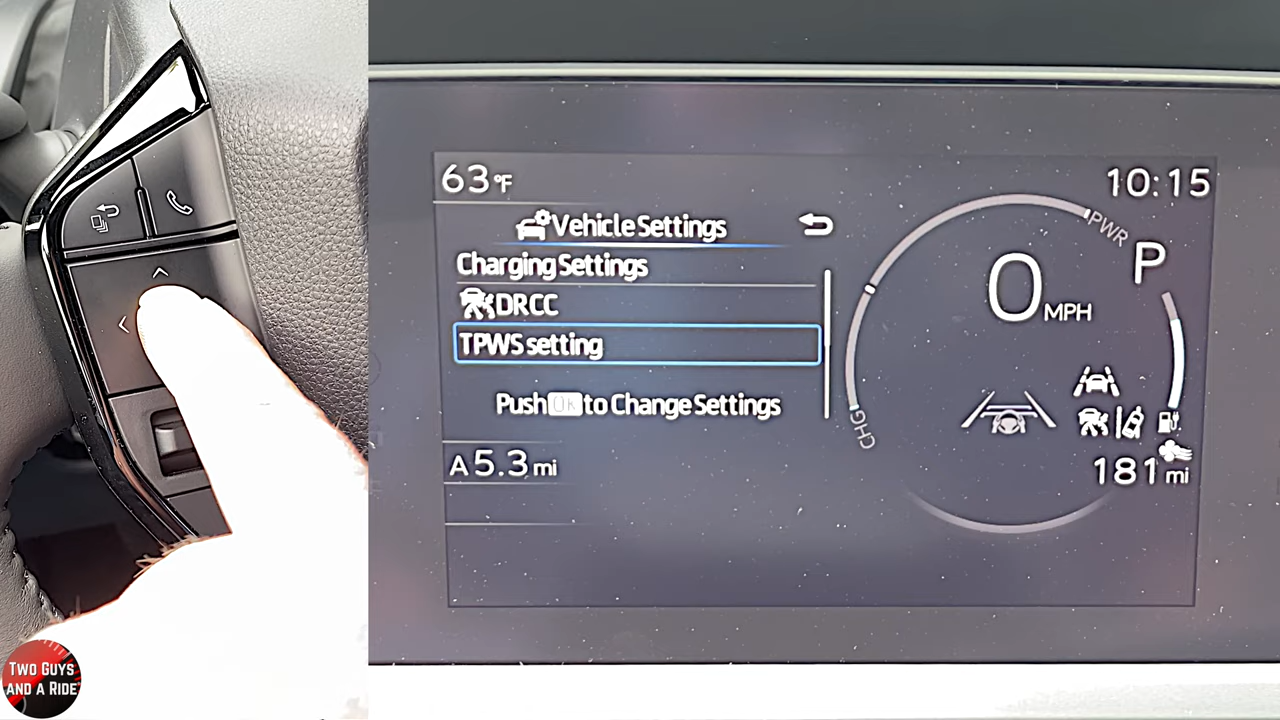 63°F
10:15
Vehicle Settings
Charging Settings
DRCC
TPWS setting
Push OK to Change Settings
A 5.3 mi
PWR
P
0 MPH
CHG
181 mi
TWO GUYS
AND A RIDE